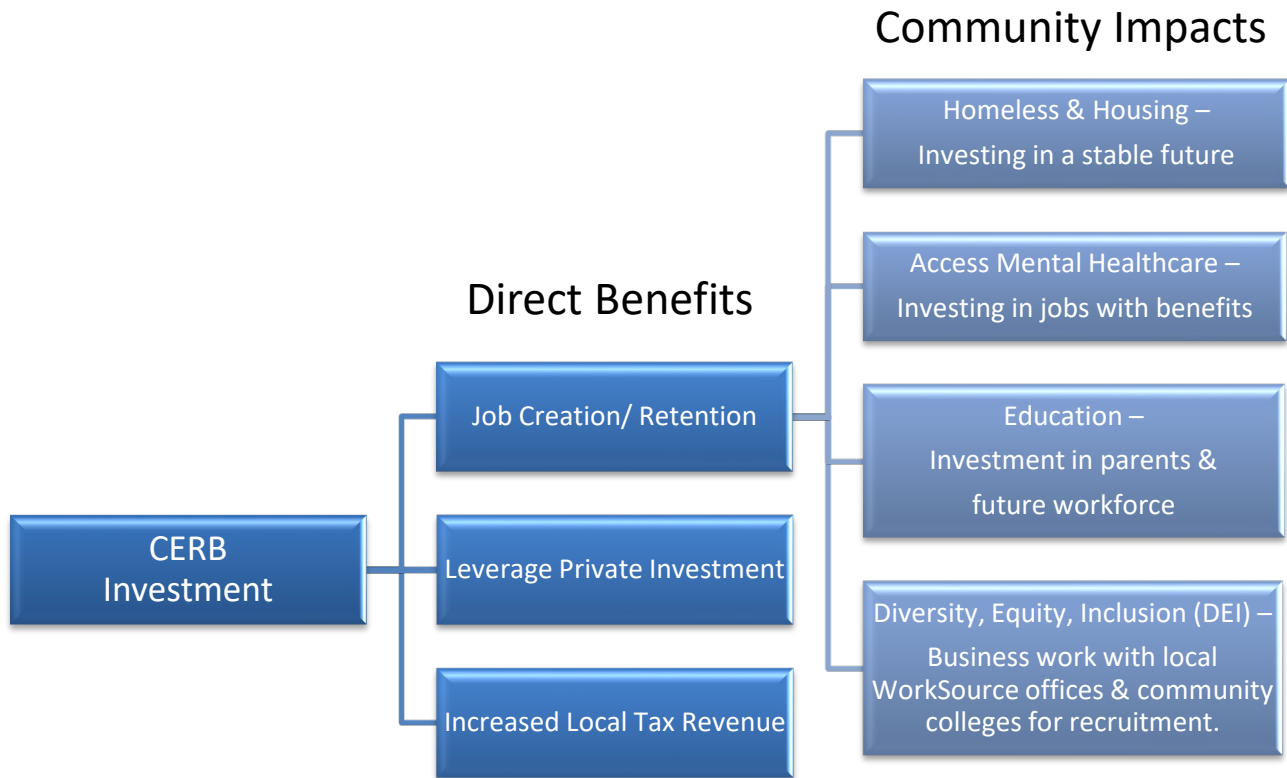 Community Impacts
Homeless & Housing –
Investing in a stable future
Access Mental Healthcare –
Investing in jobs with benefits
Direct Benefits
Job Creation/ Retention
Education –
Investment in parents &
future workforce
CERB
Investment
Leverage Private Investment
Diversity, Equity, Inclusion (DEI) –
Business work with local
WorkSource offices & community
colleges for recruitment.
Increased Local Tax Revenue